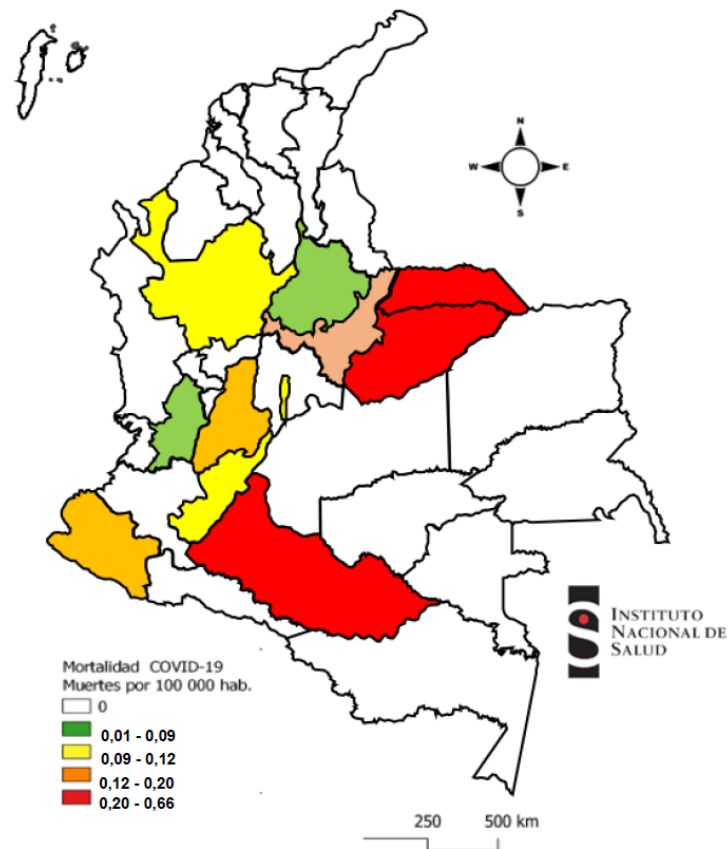 N
W E
S
INSTITUTO
NACIONAL DE
SALUD
Mortalidad COVID-19
Muertes por 100 000 hab.
0
0,01 - 0,09
0,09 - 0,12
0,12 - 0,20
0,20 - 0,66
250 500 km